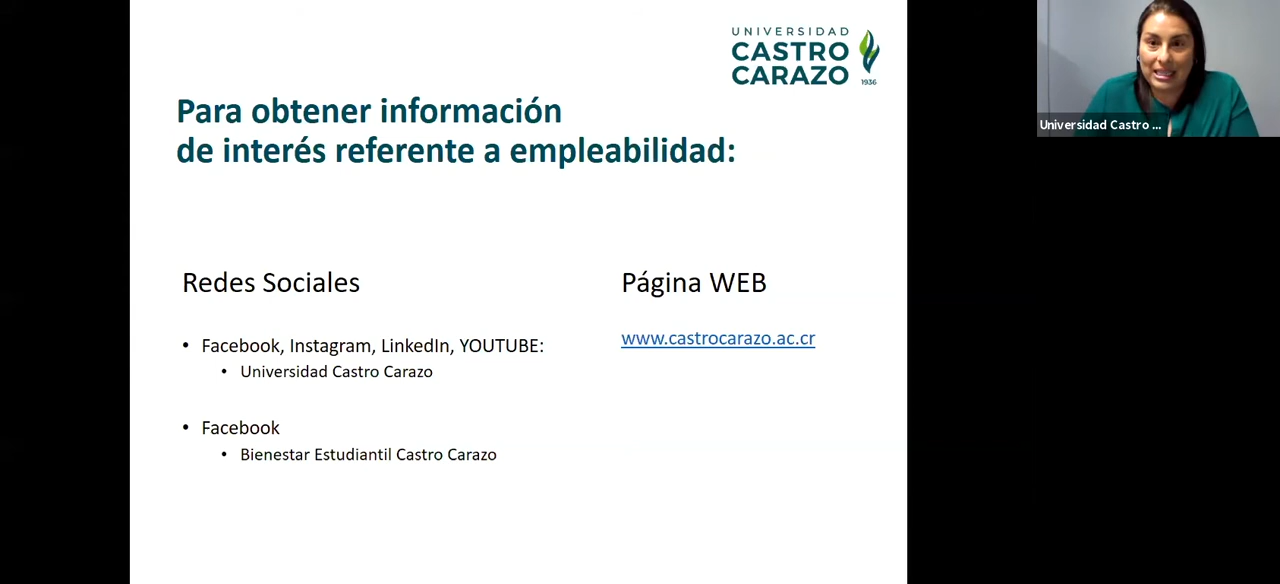 UNIVERSIDAD
CASTRO
CARAZO
1936
Para obtener información
de interés referente a empleabilidad:
Redes Sociales
• Facebook, Instagram, LinkedIn, YOUTUBE:
• Universidad Castro Carazo
• Facebook
• Bienestar Estudiantil Castro Carazo
Página WEB
www.castrocarazo.ac.cr
Universidad Castro ...